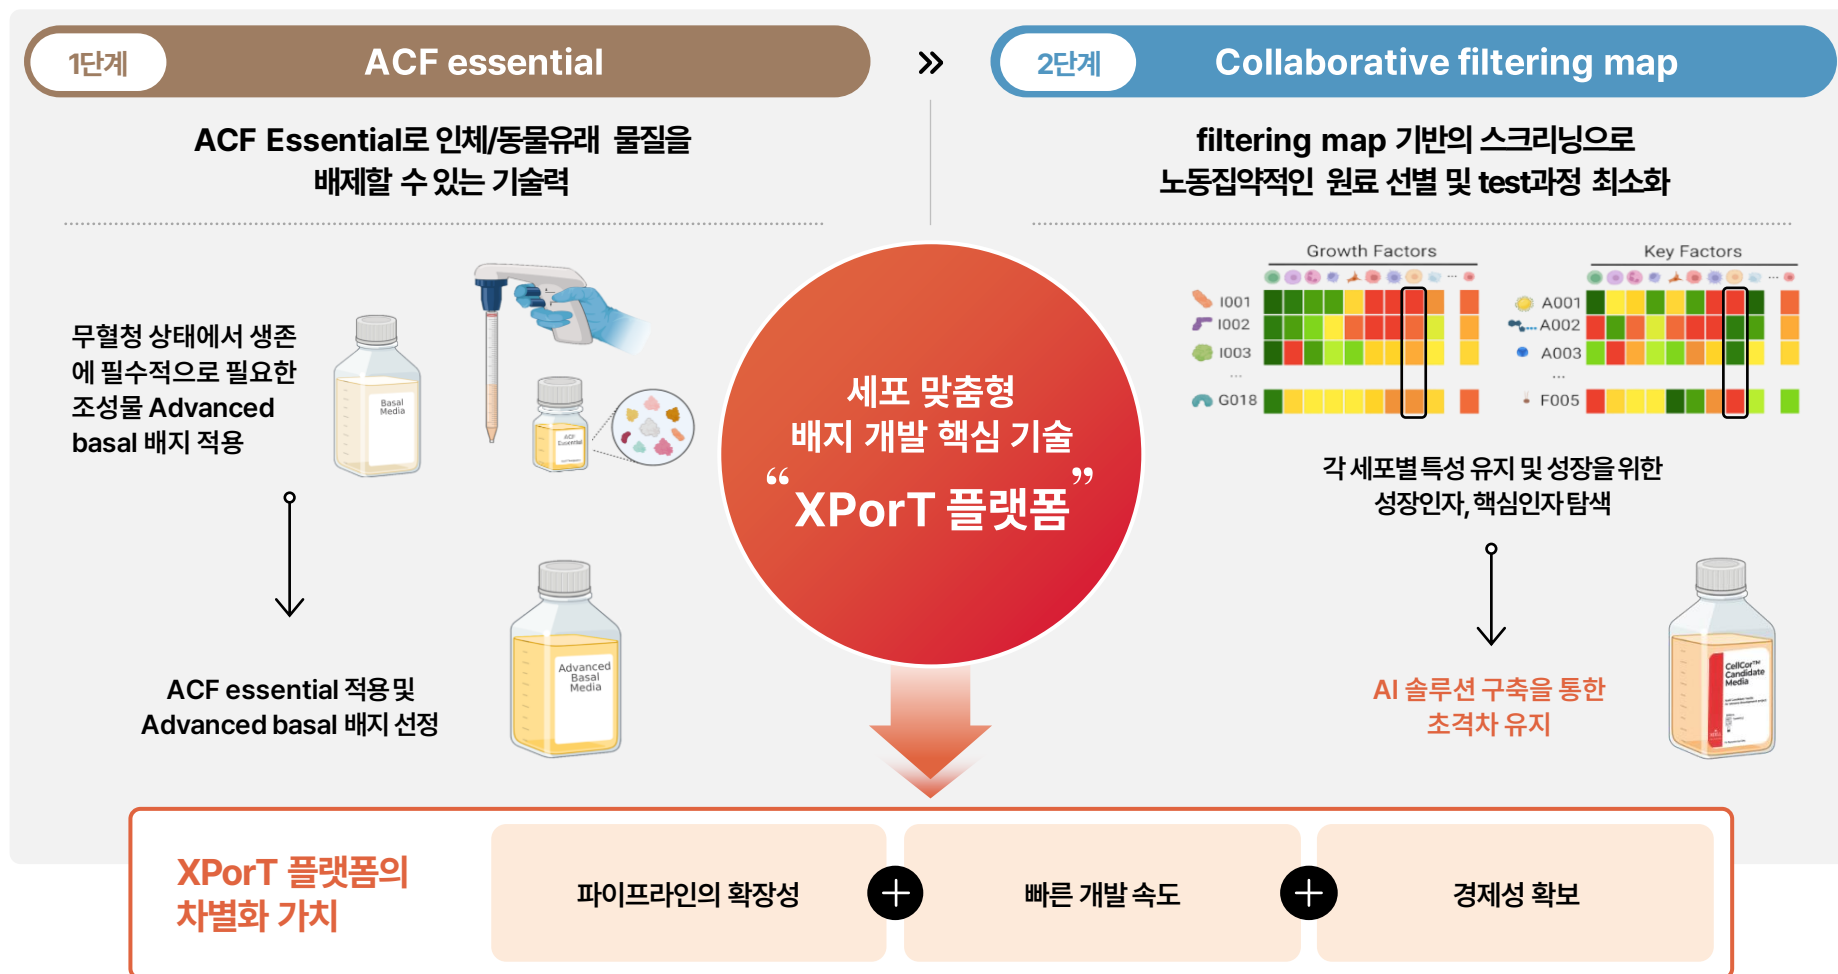 1단계
ACF essential
2단계
Collaborative filtering map
ACF Essential로 인체/동물유래 물질을
배제할 수 있는 기술력
filtering map 기반의 스크리닝으로
노동집약적인 원료 선별 및 test과정 최소화
무혈청 상태에서 생존
에 필수적으로 필요한
조성물 Advanced
basal 배지 적용
Basal
Media
ACF
Essential
ACF essential 적용 및
Advanced basal 배지 선정
Advanced
Basal
Media
세포 맞춤형
배지 개발 핵심 기술
“XPorT 플랫폼”
Growth Factors
...
I001
I002
I003
...
G018
Key Factors
...
A001
A002
A003
...
F005
각 세포별 특성 유지 및 성장을 위한
성장인자, 핵심인자 탐색
AI 솔루션 구축을 통한
초격차 유지
CellCor™
Candidate
Media
XPorT 플랫폼의
차별화 가치
파이프라인의 확장성
빠른 개발 속도
경제성 확보